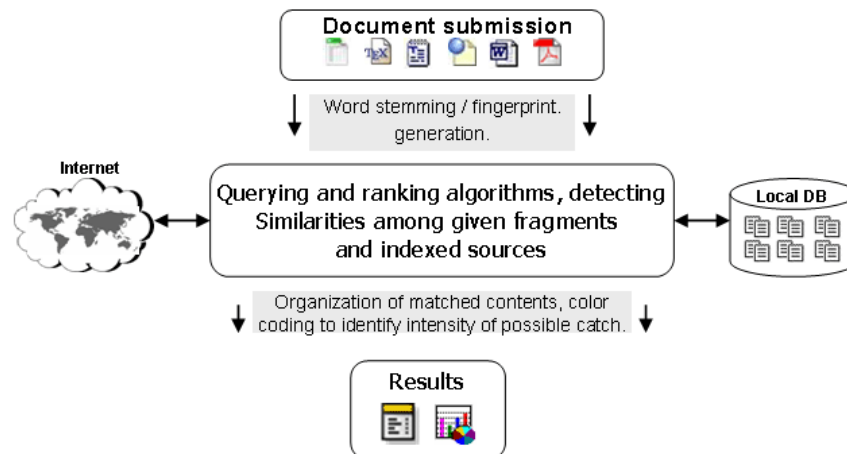 Document submission
TEX
T
W
Word stemming / fingerprint.
generation.
Internet
Querying and ranking algorithms, detecting
Similarities among given fragments
and indexed sources
Local DB
Organization of matched contents, color
coding to identify intensity of possible catch.
Results